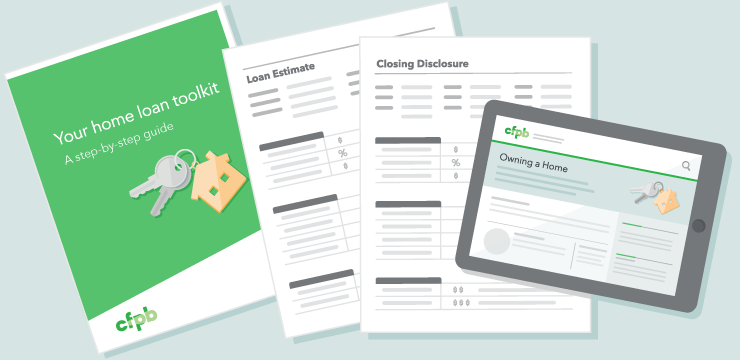 Your home loan toolkit
A step-by-step guide
cfpb
Loan Estimate
$
%
$
Closing Disclosure
$
%
$
cfpb
Owning a Home